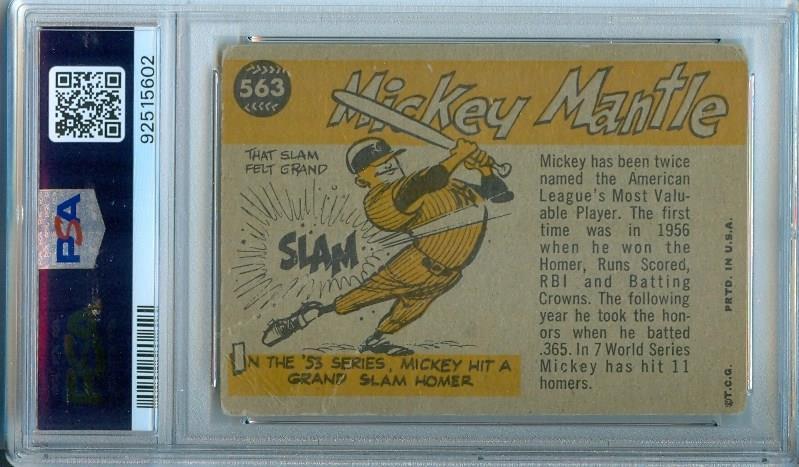 92515602
PSA
PSA
563
Mickey Mantle
THAT SLAM
FELT GRAND
SLAM
IN THE '53 SERIES, MICKEY HIT A
GRAND SLAM HOMER
Mickey has been twice
named the American
League's Most Valu-
able Player. The first
time was in 1956
when he won the
Homer, Runs Scored,
RBI and Batting
Crowns. The following
year he took the hon-
ors when he batted
.365. In 7 World Series
Mickey has hit 11
homers.
©T.C.G. PRTD. IN U.S.A.